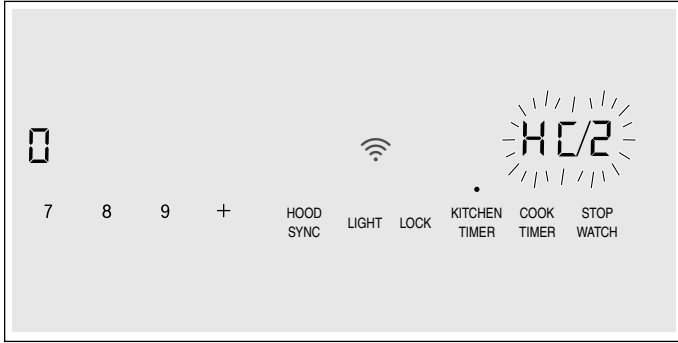 0
HC/2
7 8 9 + HOOD SYNC LIGHT LOCK KITCHEN TIMER COOK TIMER STOP WATCH